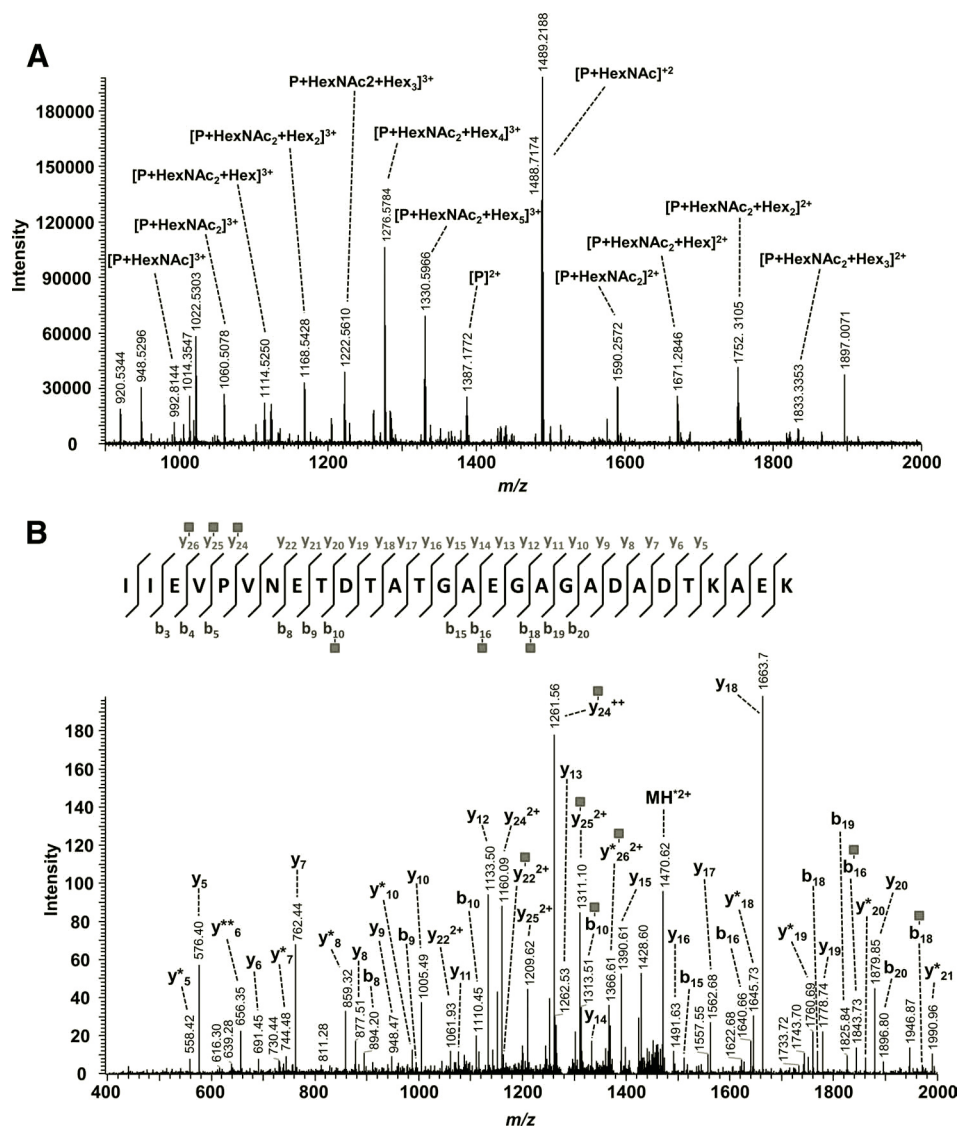 A
Intensity
180000
150000
120000
90000
60000
30000
0
1000
1200
1400
1600
1800
2000
m/z
[P+HexNAc]³⁺
[P+HexNAc₂]³⁺
[P+HexNAc₂+Hex]³⁺
[P+HexNAc₂+Hex₂]³⁺
P+HexNAc2+Hex₃]³⁺
[P+HexNAc₂+Hex₄]³⁺
[P+HexNAc₂+Hex₅]³⁺
[P]²⁺
[P+HexNAc]⁺²
[P+HexNAc₂]²⁺
[P+HexNAc₂+Hex]²⁺
[P+HexNAc₂+Hex₂]²⁺
[P+HexNAc₂+Hex₃]²⁺
920.5344
948.5296
992.8144
1014.3547
1022.5303
1060.5078
1114.5250
1168.5428
1222.5610
1276.5784
1330.5966
1387.1772
1488.7174
1489.2188
1590.2572
1671.2846
1752.3105
1833.3353
1897.0071
B
y₂₆ y₂₅ y₂₄ y₂₂ y₂₁ y₂₀ y₁₉ y₁₈ y₁₇ y₁₆ y₁₅ y₁₄ y₁₃ y₁₂ y₁₁ y₁₀ y₉ y₈ y₇ y₆ y₅
I I E V P V N E T D T A T G A E G A G A D A D T K A E K
b₃ b₄ b₅ b₈ b₉ b₁₀ b₁₅ b₁₆ b₁₈ b₁₉ b₂₀
Intensity
180
160
140
120
100
80
60
40
20
0
400
600
800
1000
1200
1400
1600
1800
2000
m/z
y*₅
y₅
y**₆
y₆
y*₇
y₇
y*₈
y₈
b₈
y₉
y*₁₀
b₉
y₁₀
y₂₂²⁺
y₁₁
b₁₀
y₁₂
y₂₄²⁺
y₂₂²⁺
y₂₅²⁺
y₂₄⁺⁺
y₁₃
y₂₅²⁺
b₁₀
y₁₄
y*₂₆²⁺
y₁₅
MH*²⁺
y₁₆
b₁₅
y₁₇
b₁₆
y*₁₈
y₁₈
y*₁₉
b₁₈
y₁₉
b₁₉
b₁₆
y*₂₀
y₂₀
b₂₀
b₁₈
y*₂₁
558.42
576.40
616.30
639.28
656.35
691.45
730.44
744.48
762.44
811.28
859.32
877.51
894.20
948.47
1005.49
1061.93
1110.45
1133.50
1160.09
1209.62
1261.56
1262.53
1311.10
1313.51
1366.61
1390.61
1428.60
1470.62
1491.63
1557.55
1562.68
1622.68
1640.66
1645.73
1663.7
1733.72
1743.70
1760.69
1778.74
1825.84
1843.73
1879.85
1896.80
1946.87
1990.96